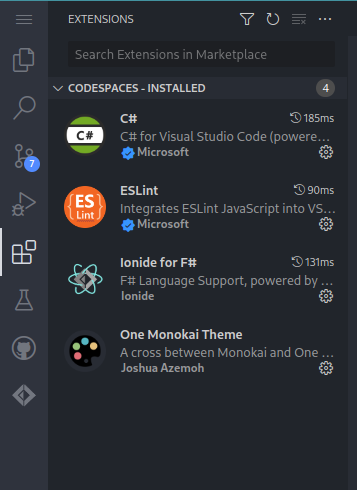 EXTENSIONS
Search Extensions in Marketplace
CODESPACES - INSTALLED 4
C# 185ms
C# for Visual Studio Code (powere...
Microsoft
ESLint 90ms
Integrates ESLint JavaScript into VS...
Microsoft
Ionide for F# 131ms
F# Language Support, powered by ...
Ionide
One Monokai Theme
A cross between Monokai and One ...
Joshua Azemoh
7
C#
ES
Lint